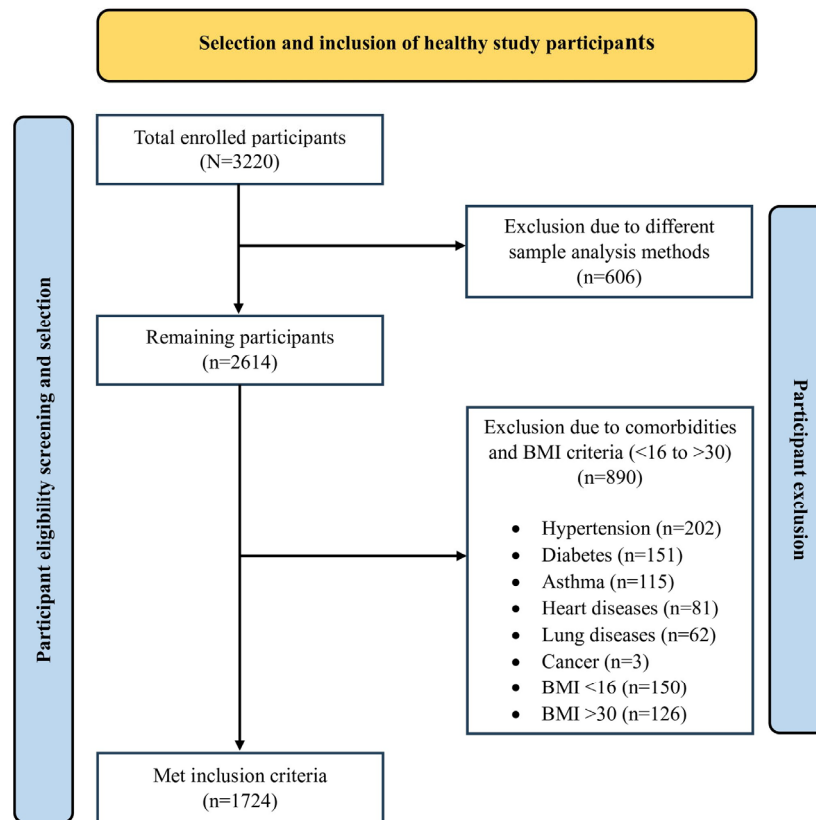 Selection and inclusion of healthy study participants
Participant eligibility screening and selection
Total enrolled participants
(N=3220)
Exclusion due to different
sample analysis methods
(n=606)
Remaining participants
(n=2614)
Exclusion due to comorbidities
and BMI criteria (<16 to >30)
(n=890)
• Hypertension (n=202)
• Diabetes (n=151)
• Asthma (n=115)
• Heart diseases (n=81)
• Lung diseases (n=62)
• Cancer (n=3)
• BMI <16 (n=150)
• BMI >30 (n=126)
Participant exclusion
Met inclusion criteria
(n=1724)